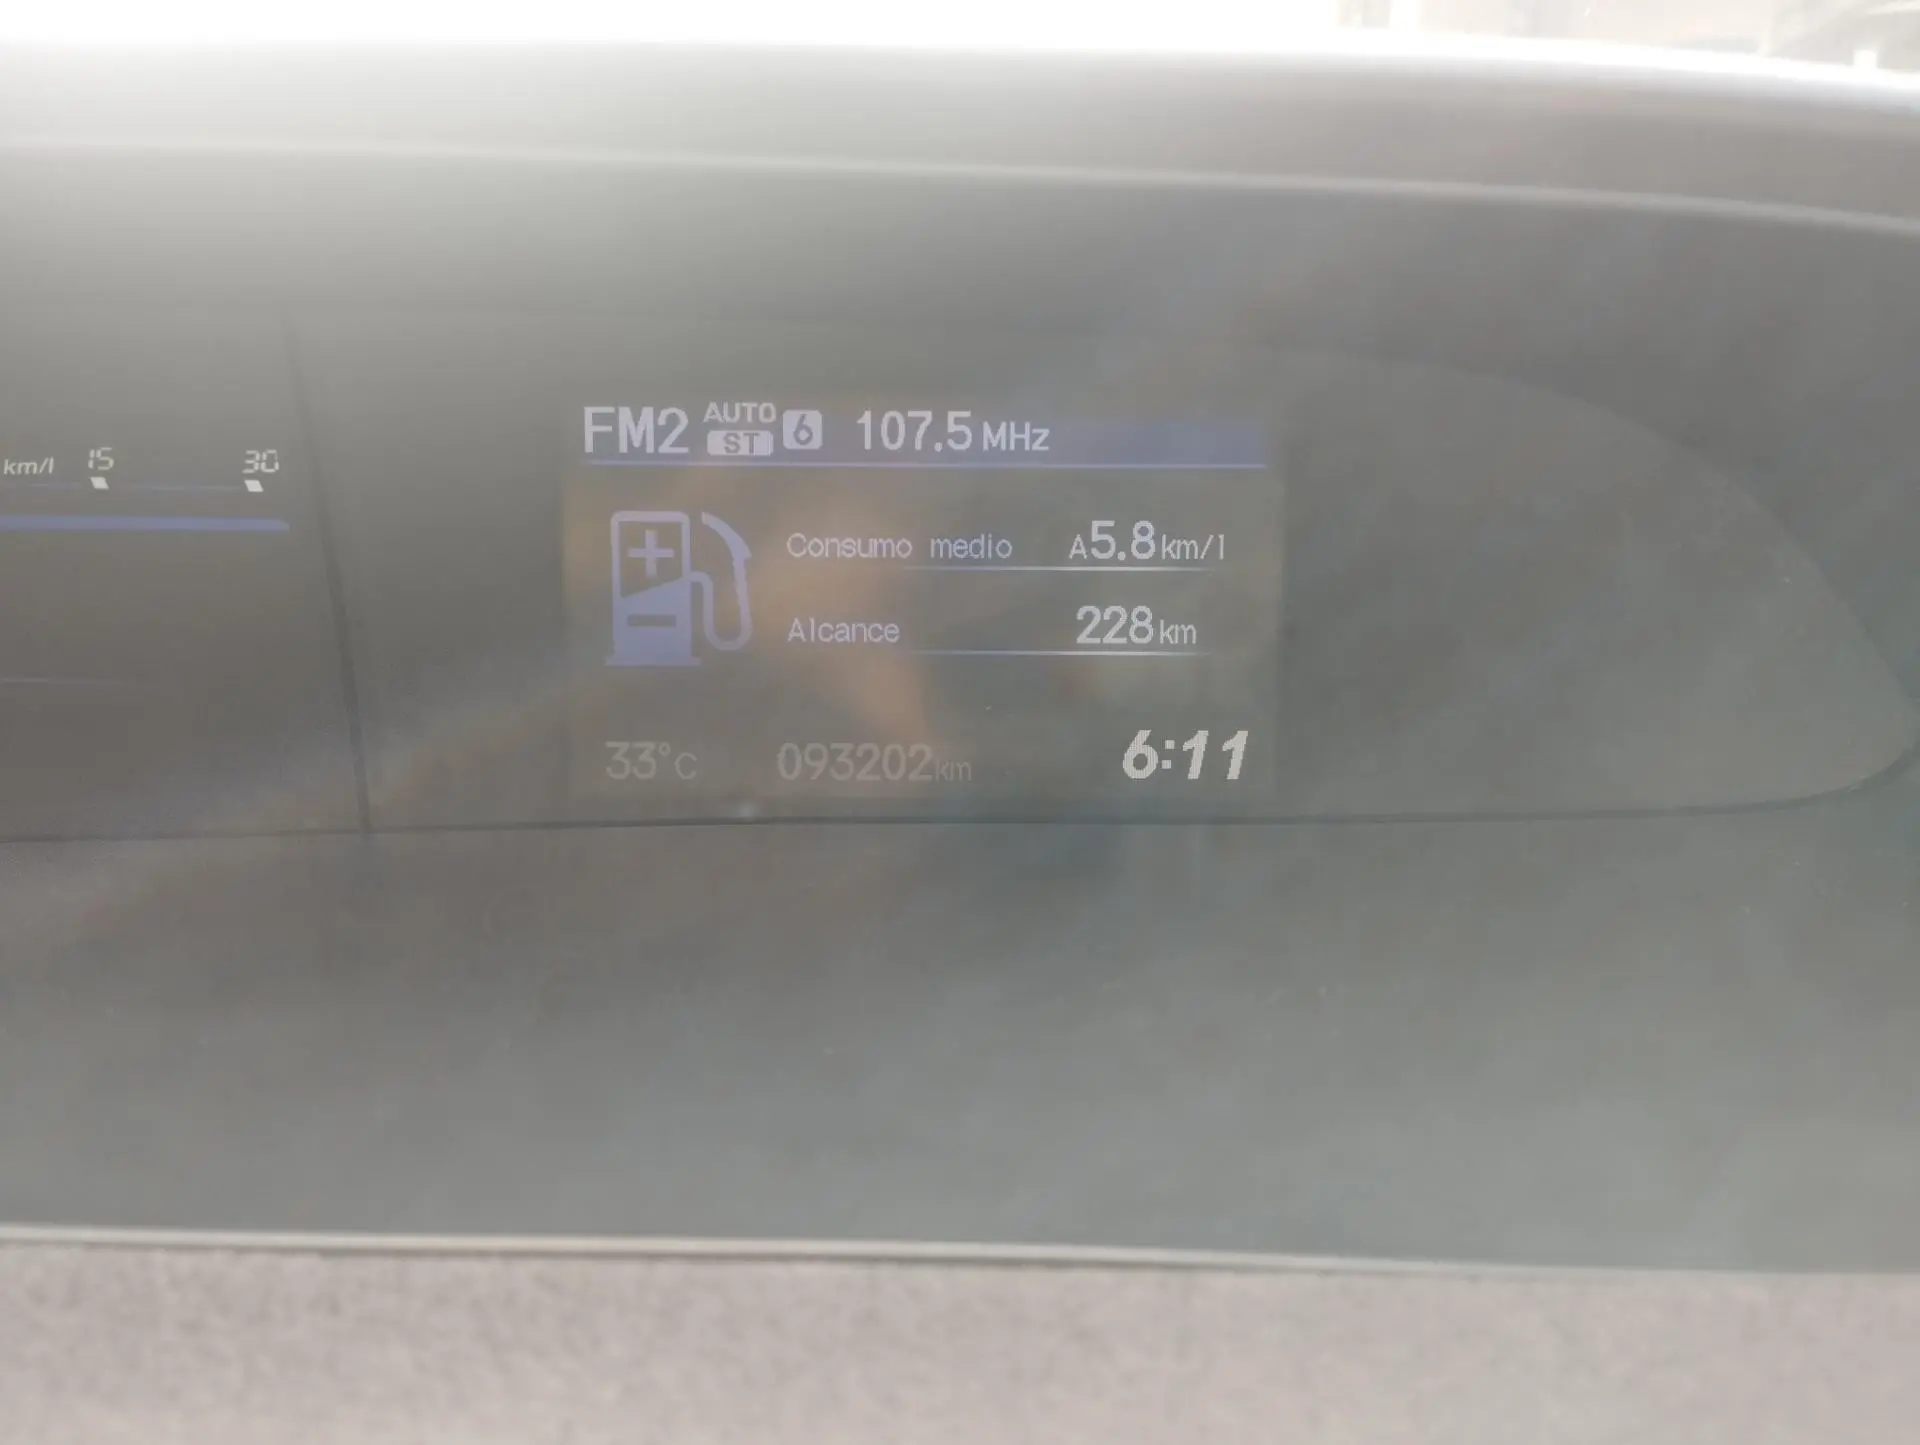 km/l 15 30
FM2 AUTO ST 6 107.5 MHz
Consumo medio A5.8 km/l
Alcance 228 km
33°C 093202 km 6:11